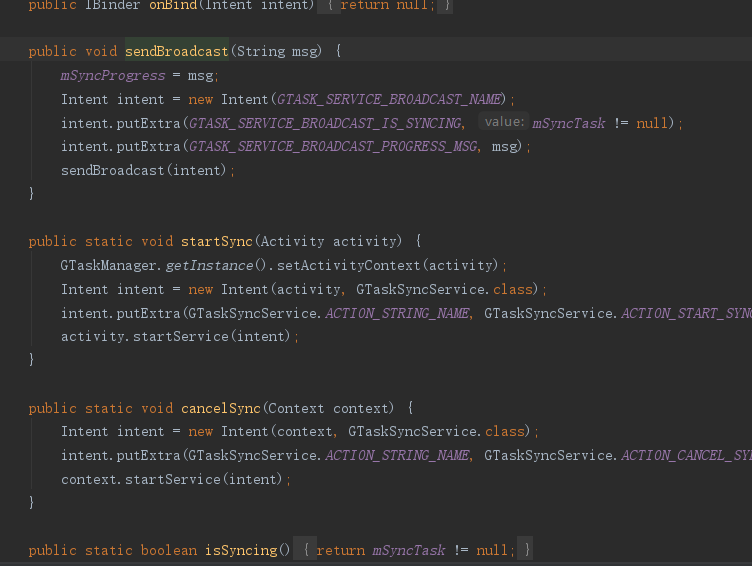 public IBinder onBind(Intent intent) { return null; }
public void sendBroadcast(String msg) {
mSyncProgress = msg;
Intent intent = new Intent(GTASK_SERVICE_BROADCAST_NAME);
intent.putExtra(GTASK_SERVICE_BROADCAST_IS_SYNCING, value: mSyncTask != null);
intent.putExtra(GTASK_SERVICE_BROADCAST_PROGRESS_MSG, msg);
sendBroadcast(intent);
}
public static void startSync(Activity activity) {
GTaskManager.getInstance().setActivityContext(activity);
Intent intent = new Intent(activity, GTaskSyncService.class);
intent.putExtra(GTaskSyncService.ACTION_STRING_NAME, GTaskSyncService.ACTION_START_SYNC
activity.startService(intent);
}
public static void cancelSync(Context context) {
Intent intent = new Intent(context, GTaskSyncService.class);
intent.putExtra(GTaskSyncService.ACTION_STRING_NAME, GTaskSyncService.ACTION_CANCEL_SYN
context.startService(intent);
}
public static boolean isSyncing() { return mSyncTask != null; }